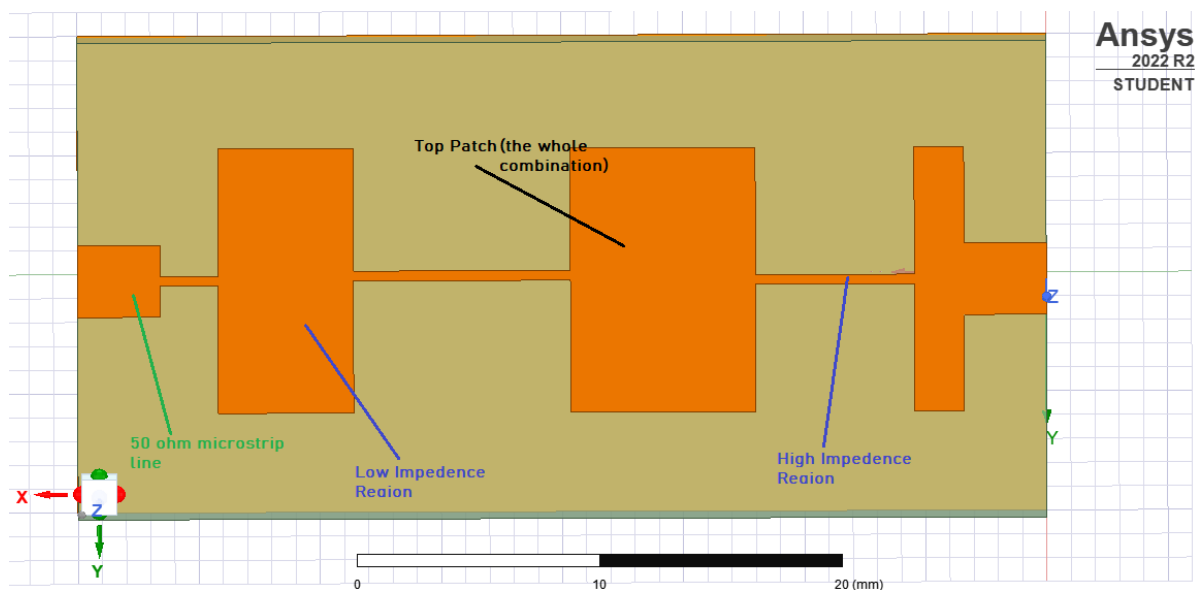 Ansys
2022 R2
STUDENT
Top Patch (the whole
combination)
Z
Y
50 ohm microstrip
line
Low Impedence
Region
High Impedence
Region
X
Z
Y
0
10
20 (mm)